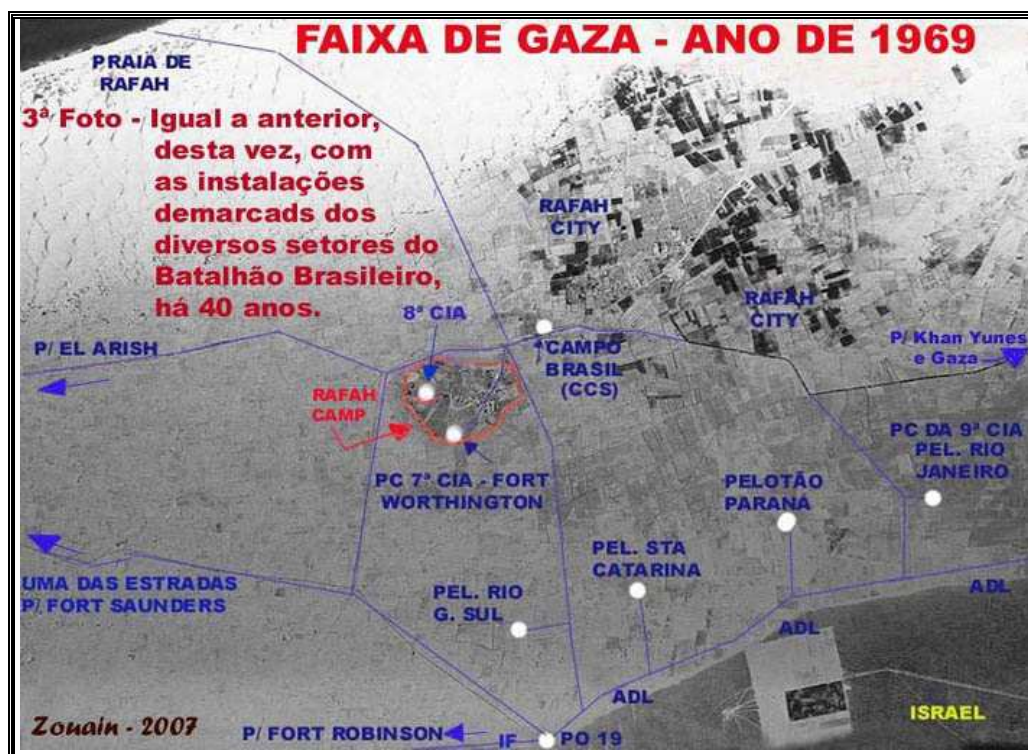 FAIXA DE GAZA - ANO DE 1969
PRAIA DE
RAFAH
3ª Foto - Igual a anterior,
desta vez, com
as instalações
demarcads dos
diversos setores do
Batalhão Brasileiro,
há 40 anos.
RAFAH
CITY
RAFAH
CITY
8ª CIA
P/ EL ARISH
CAMPO
BRASIL
(CCS)
P/ Khan Yunes
e Gaza
RAFAH
CAMP
PC 7ª CIA - FORT
WORTHINGTON
PC DA 9ª CIA
PEL. RIO
JANEIRO
PELOTÃO
PARANÁ
PEL. STA
CATARINA
UMA DAS ESTRADAS
P/ FORT SAUNDERS
PEL. RIO
G. SUL
ADL
ADL
ADL
ISRAEL
Zouain - 2007
P/ FORT ROBINSON
IF
PO 19